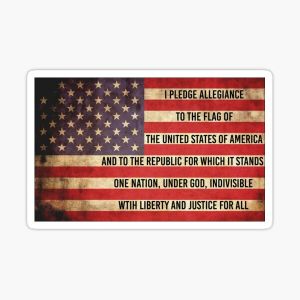 I PLEDGE ALLEGIANCE
TO THE FLAG OF
THE UNITED STATES OF AMERICA
AND TO THE REPUBLIC FOR WHICH IT STANDS
ONE NATION, UNDER GOD, INDIVISIBLE
WTIH LIBERTY AND JUSTICE FOR ALL